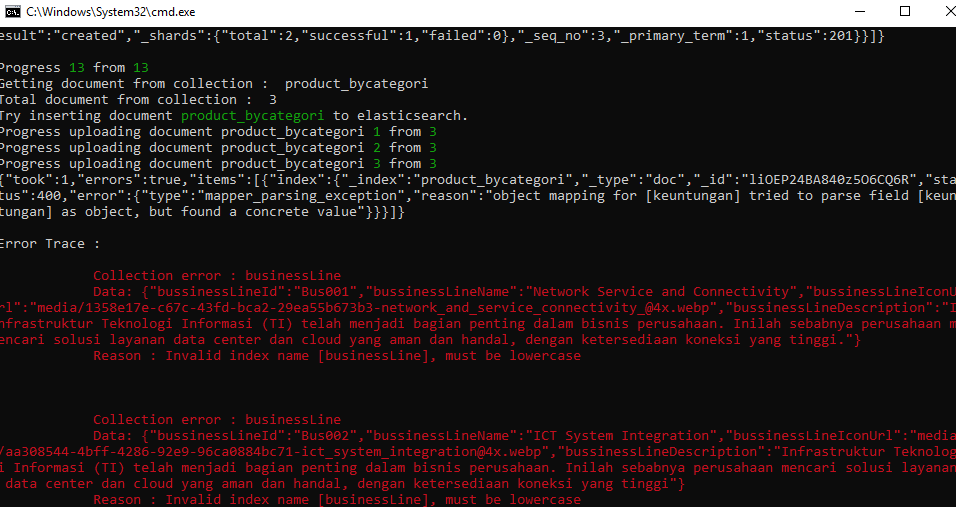 C:\Windows\System32\cmd.exe
esult":"created","_shards":{"total":2,"successful":1,"failed":0},"_seq_no":3,"_primary_term":1,"status":201}}]}
Progress 13 from 13
Getting document from collection :  product_bycategori
Total document from collection :  3
Try inserting document product_bycategori to elasticsearch.
Progress uploading document product_bycategori 1 from 3
Progress uploading document product_bycategori 2 from 3
Progress uploading document product_bycategori 3 from 3
{"took":1,"errors":true,"items":[{"index":{"_index":"product_bycategori","_type":"doc","_id":"liOEP24BA840z5O6CQ6R","sta
tus":400,"error":{"type":"mapper_parsing_exception","reason":"object mapping for [keuntungan] tried to parse field [keun
tungan] as object, but found a concrete value"}}}]}
Error Trace :
Collection error : businessLine
Data: {"bussinessLineId":"Bus001","bussinessLineName":"Network Service and Connectivity","bussinessLineIconU
rl":"media/1358e17e-c67c-43fd-bca2-29ea55b673b3-network_and_service_connectivity_@4x.webp","bussinessLineDescription":"I
nfrastruktur Teknologi Informasi (TI) telah menjadi bagian penting dalam bisnis perusahaan. Inilah sebabnya perusahaan m
encari solusi layanan data center dan cloud yang aman dan handal, dengan ketersediaan koneksi yang tinggi."}
Reason : Invalid index name [businessLine], must be lowercase
Collection error : businessLine
Data: {"bussinessLineId":"Bus002","bussinessLineName":"ICT System Integration","bussinessLineIconUrl":"media
/aa308544-4bff-4286-92e9-96ca0884bc71-ict_system_integration@4x.webp","bussinessLineDescription":"Infrastruktur Teknolog
i Informasi (TI) telah menjadi bagian penting dalam bisnis perusahaan. Inilah sebabnya perusahaan mencari solusi layanan
data center dan cloud yang aman dan handal, dengan ketersediaan koneksi yang tinggi"}
Reason : Invalid index name [businessLine], must be lowercase